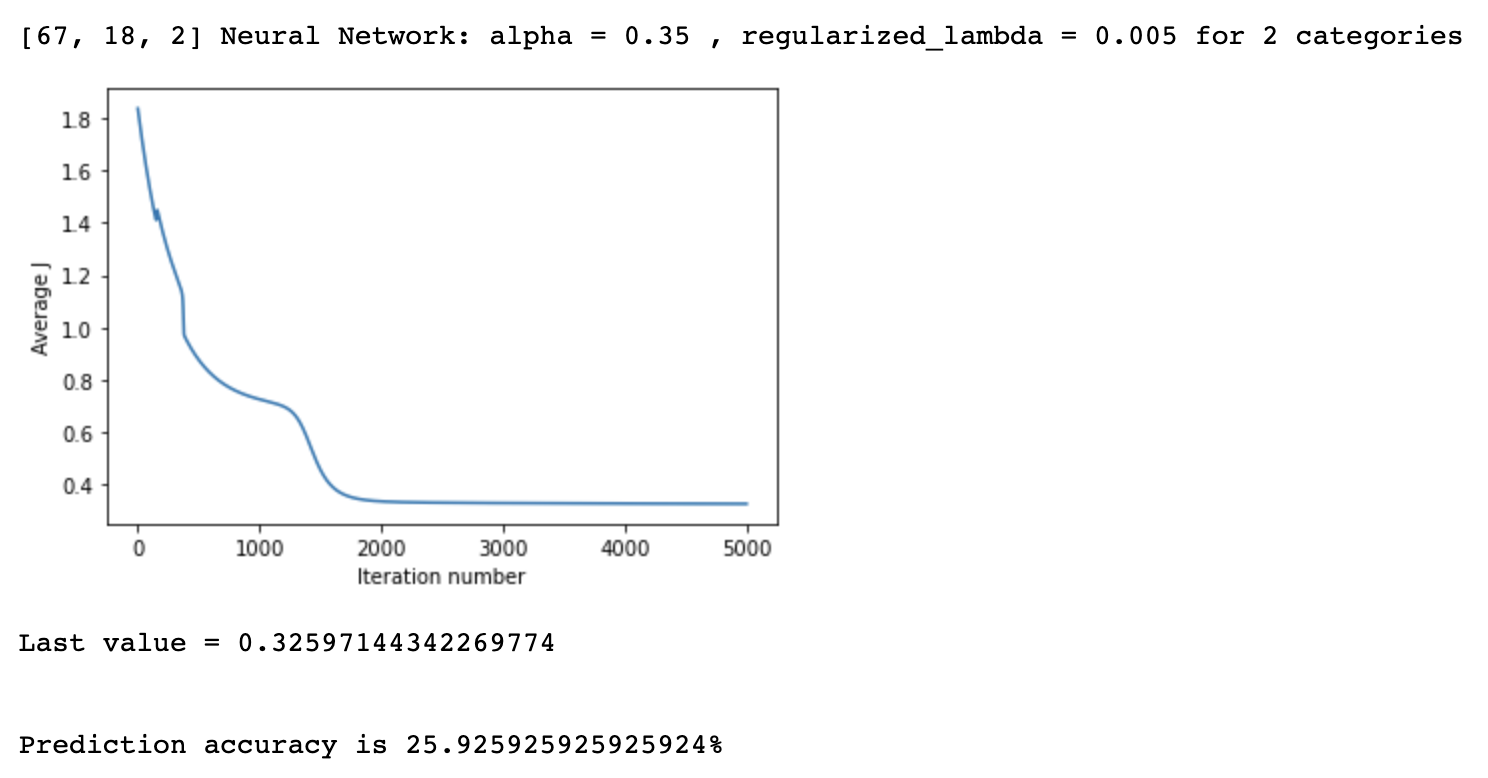 [67, 18, 2] Neural Network: alpha = 0.35 , regularized_lambda = 0.005 for 2 categories
1.8
1.6
1.4
1.2
1.0
0.8
0.6
0.4
Average J
0 1000 2000 3000 4000 5000
Iteration number
Last value = 0.32597144342269774
Prediction accuracy is 25.925925925925924%